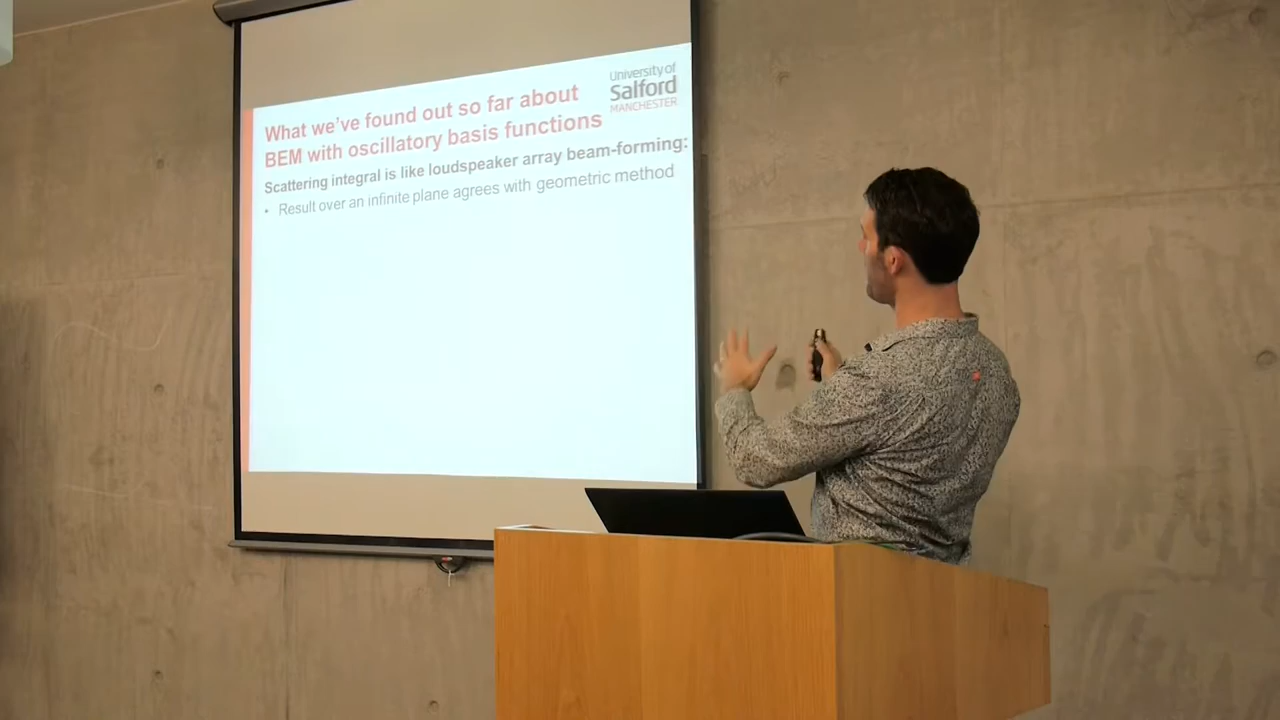 What we've found out so far about
BEM with oscillatory basis functions
University of
Salford
MANCHESTER
Scattering integral is like loudspeaker array beam-forming:
• Result over an infinite plane agrees with geometric method